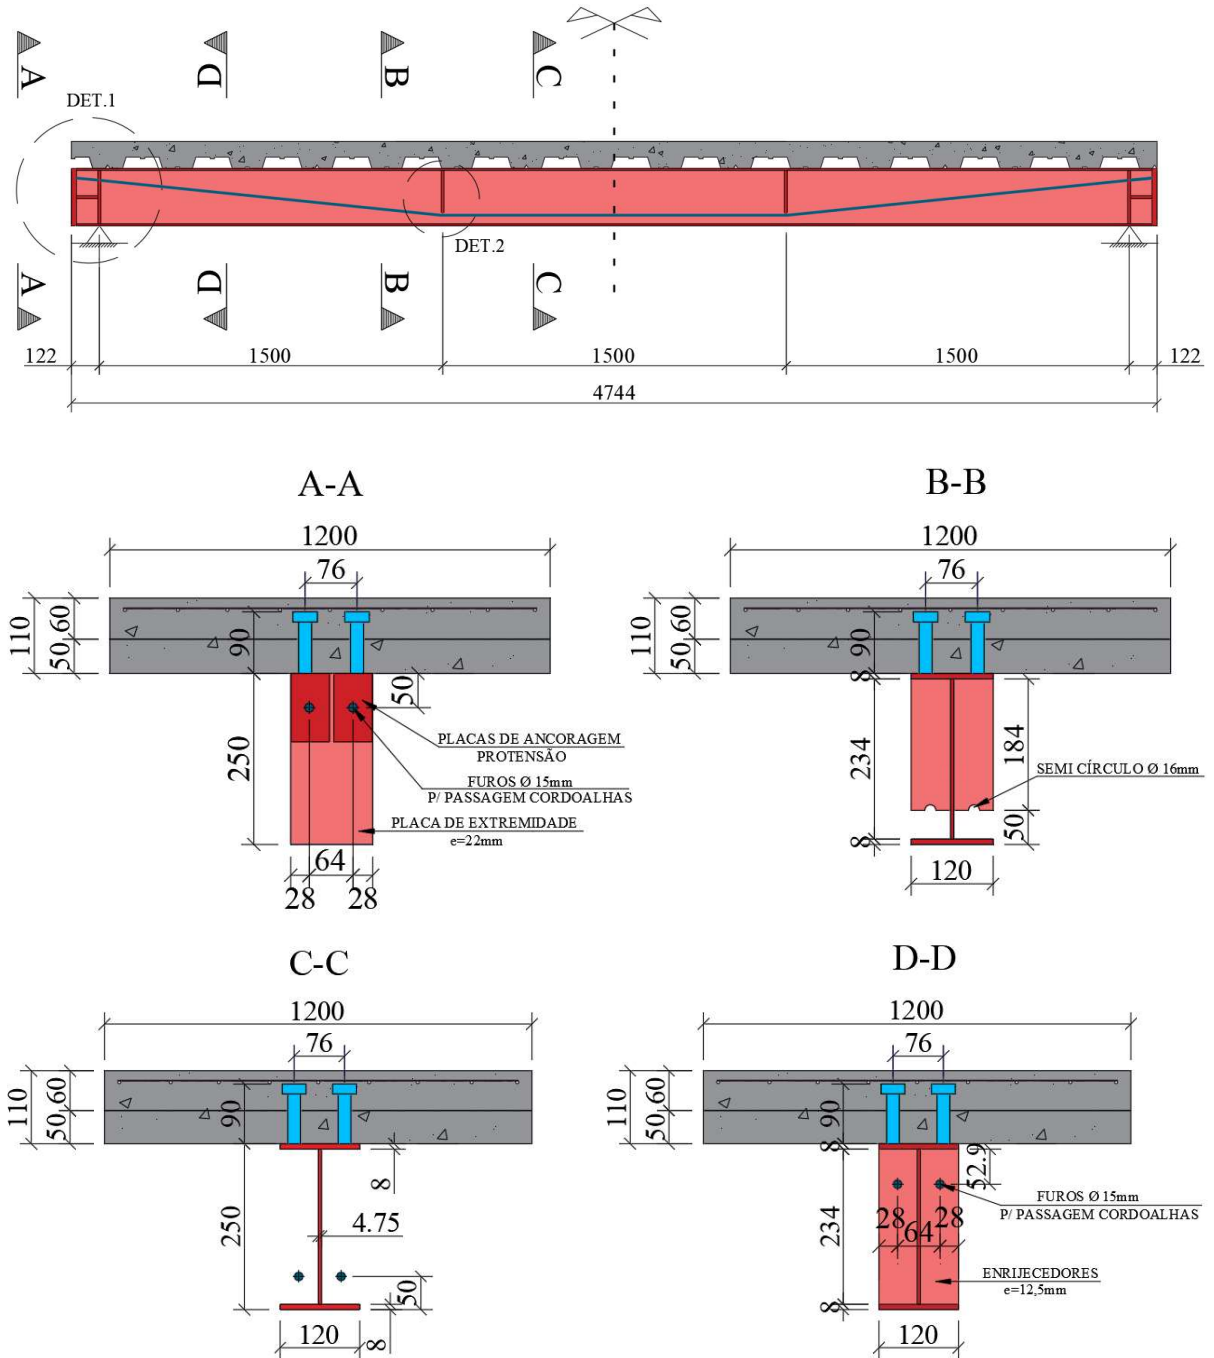 A
D
B
C
DET.1
DET.2
A
D
B
C
122
1500
1500
1500
122
4744
A-A
1200
76
110
50
60
90
50
250
PLACAS DE ANCORAGEM
PROTENSÃO
FUROS Ø 15mm
P/ PASSAGEM CORDOALHAS
PLACA DE EXTREMIDADE
e=22mm
64
28
28
B-B
1200
76
110
50
60
90
8
234
184
SEMI CÍRCULO Ø 16mm
50
8
120
C-C
1200
76
110
50
60
90
8
250
4.75
50
120
8
D-D
1200
76
110
50
60
90
8
52.9
234
FUROS Ø 15mm
P/ PASSAGEM CORDOALHAS
28
64
28
ENRIJECEDORES
e=12,5mm
8
120